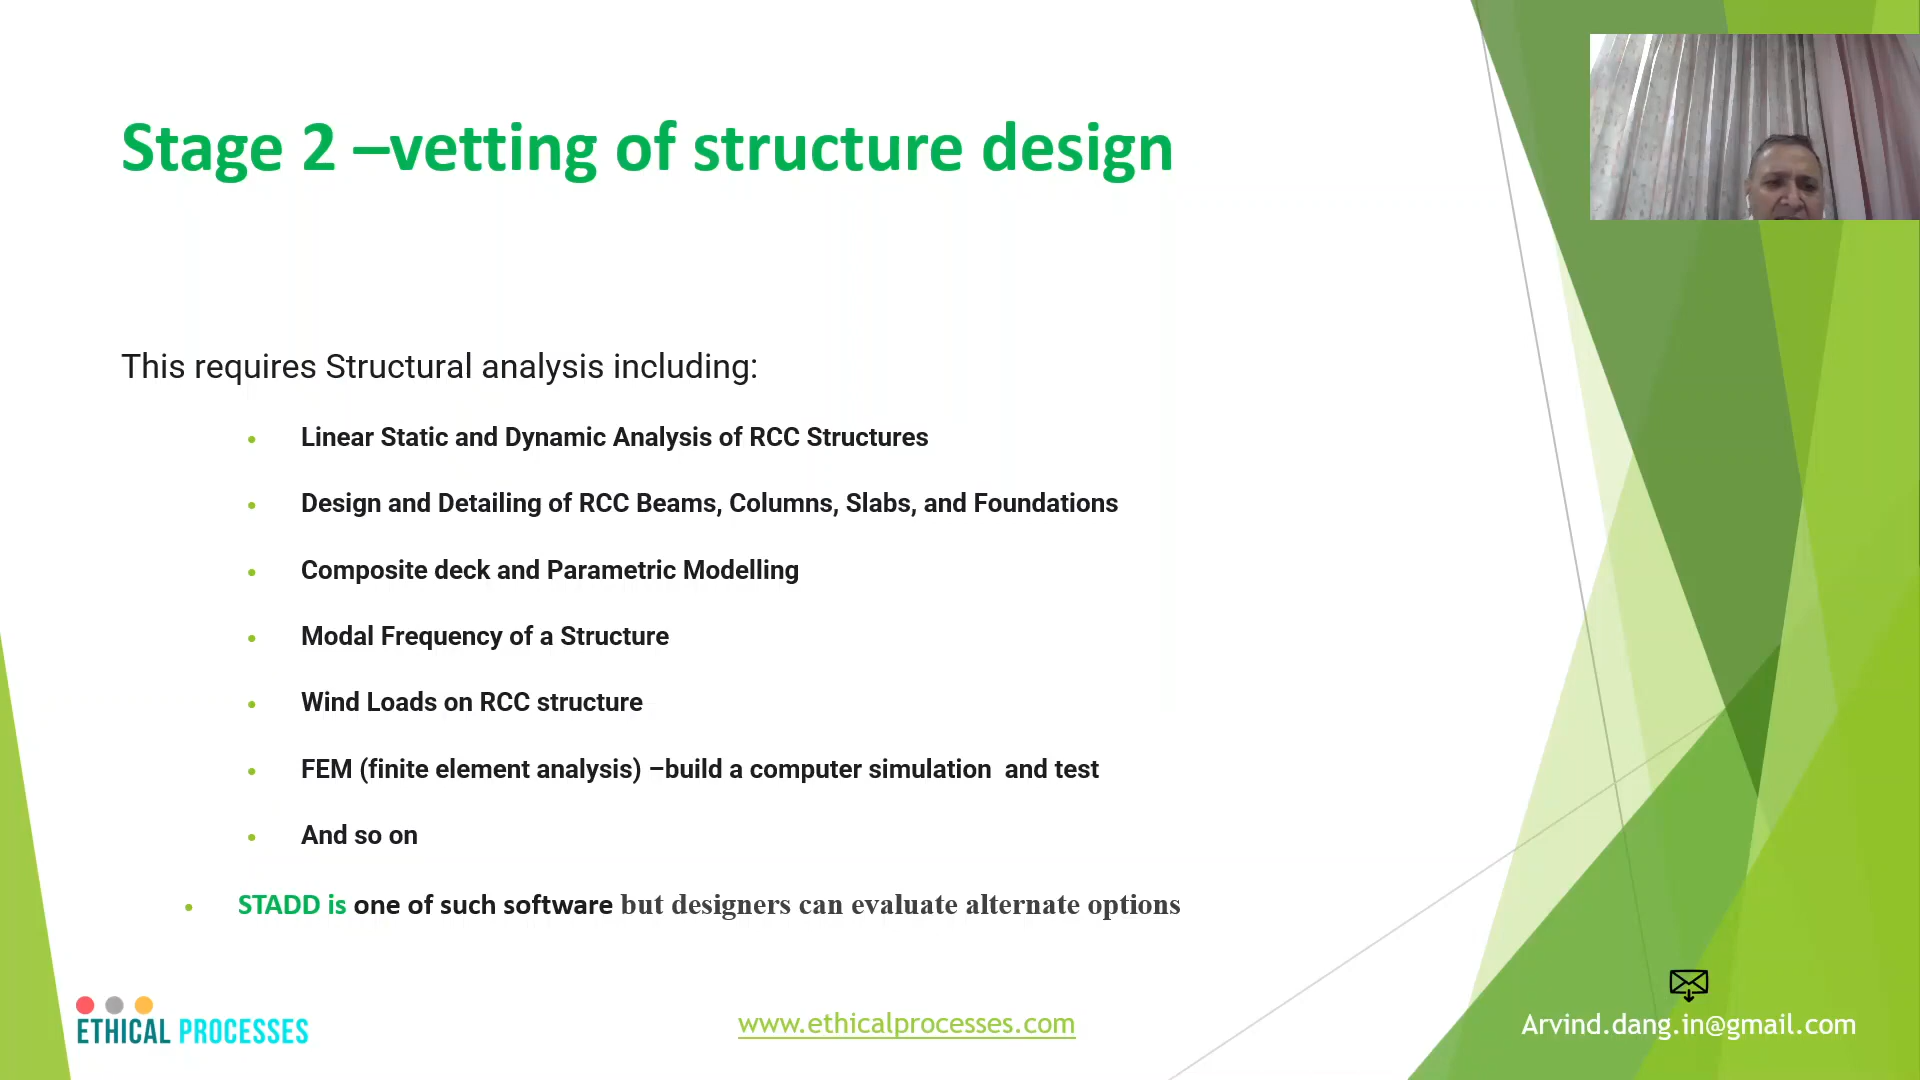 Stage 2 –vetting of structure design
This requires Structural analysis including:
• Linear Static and Dynamic Analysis of RCC Structures
• Design and Detailing of RCC Beams, Columns, Slabs, and Foundations
• Composite deck and Parametric Modelling
• Modal Frequency of a Structure
• Wind Loads on RCC structure
• FEM (finite element analysis) –build a computer simulation  and test
• And so on
• STADD is one of such software but designers can evaluate alternate options
ETHICAL PROCESSES
www.ethicalprocesses.com
Arvind.dang.in@gmail.com